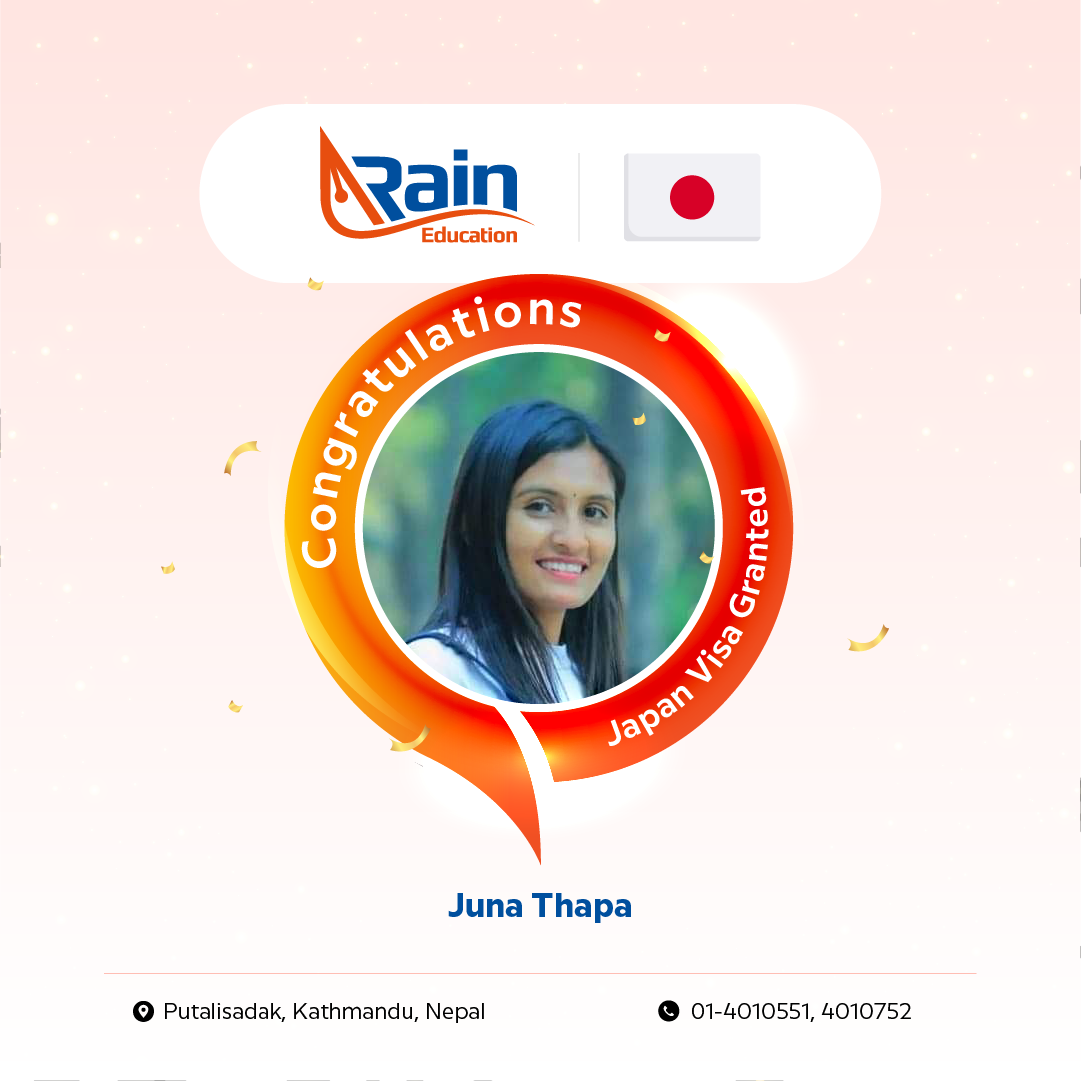 Rain
Education
Congratulations
Japan Visa Granted
Juna Thapa
Putalisadak, Kathmandu, Nepal
01-4010551, 4010752